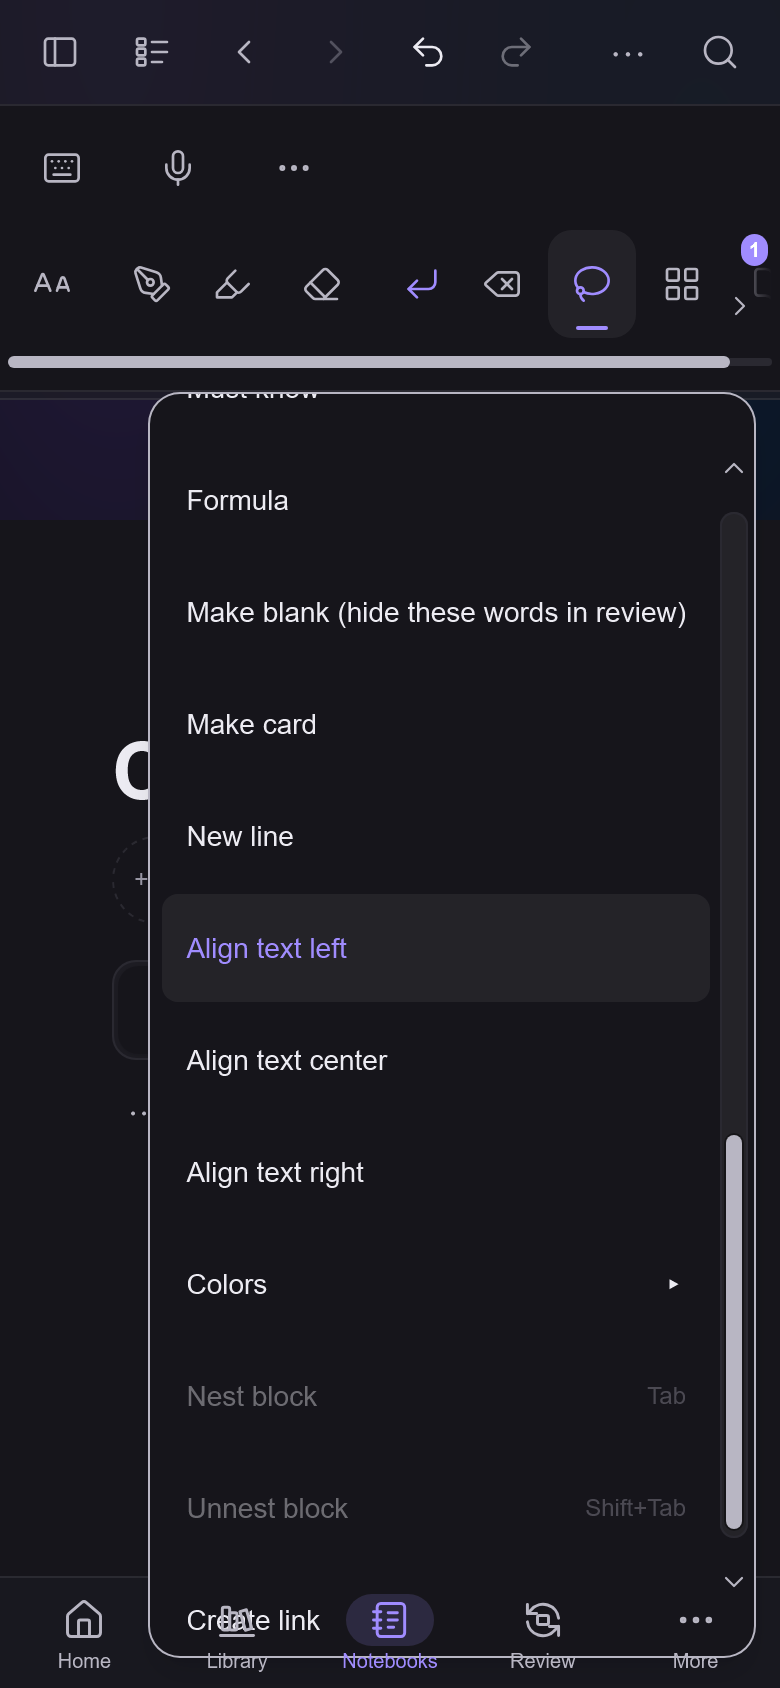 AA
1
Must know
Formula
Make blank (hide these words in review)
Make card
New line
Align text left
Align text center
Align text right
Colors
Nest block Tab
Unnest block Shift+Tab
Create link
Home Library Notebooks Review More